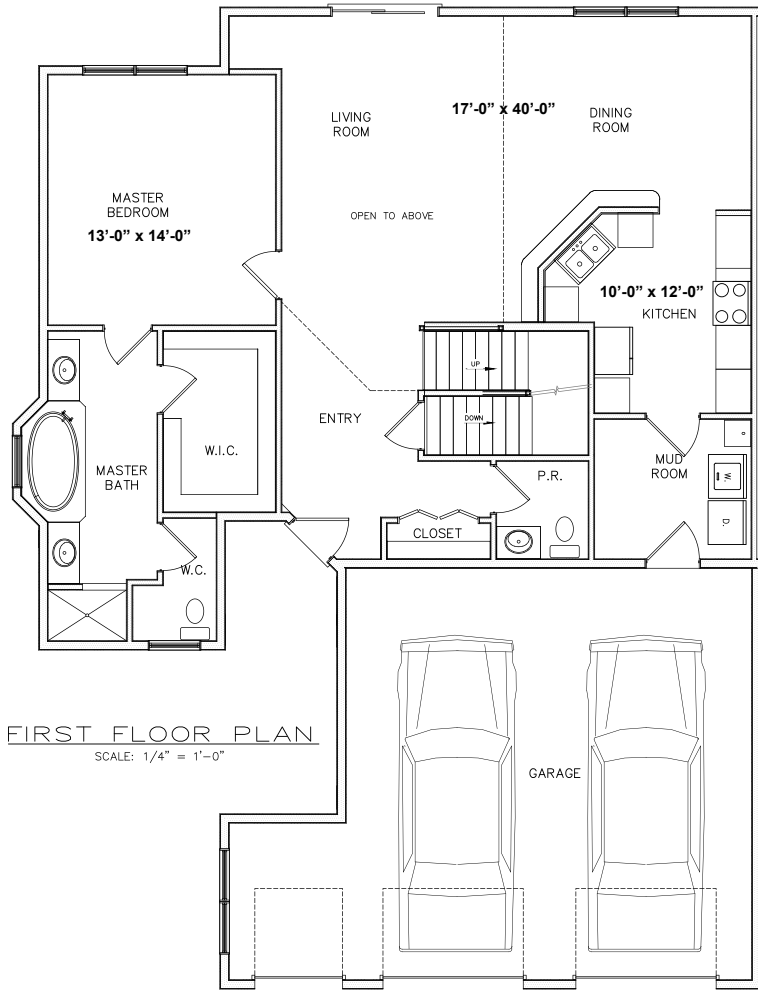 LIVING
ROOM
17’-0” x 40’-0”
DINING
ROOM
MASTER
BEDROOM
13’-0” x 14’-0”
OPEN TO ABOVE
10’-0” x 12’-0”
KITCHEN
UP
DOWN
ENTRY
W.I.C.
MASTER
BATH
P.R.
MUD
ROOM
W.
D.
CLOSET
W.C.
FIRST FLOOR PLAN
SCALE: 1/4" = 1'-0"
GARAGE